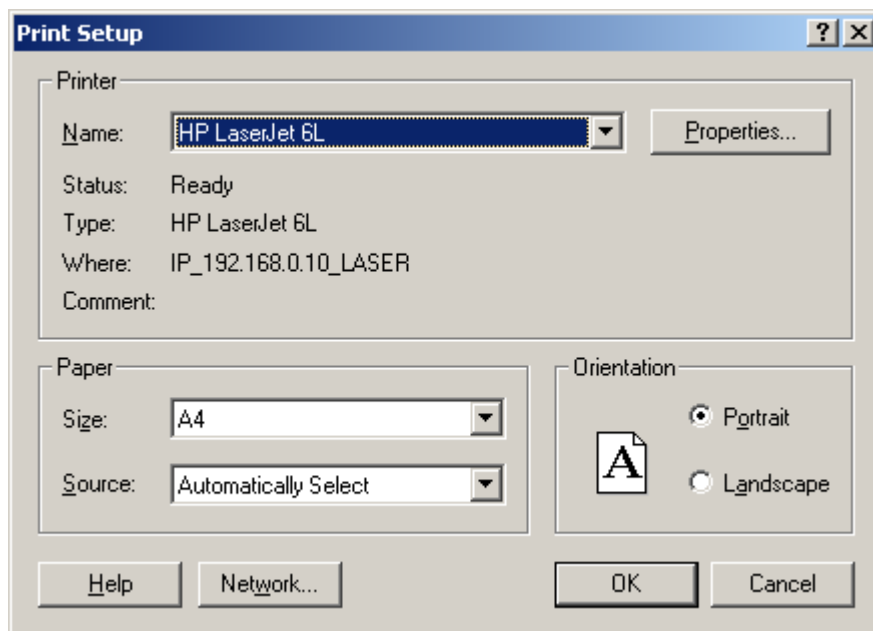 Print Setup
Printer
Name: HP LaserJet 6L Properties...
Status: Ready
Type: HP LaserJet 6L
Where: IP_192.168.0.10_LASER
Comment:
Paper
Size: A4
Source: Automatically Select
Orientation
A
Portrait
Landscape
Help Network... OK Cancel